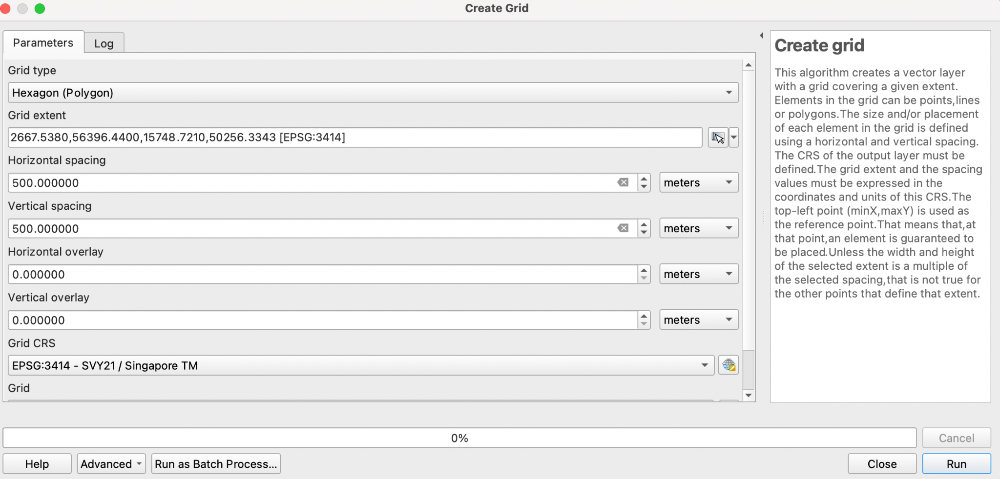 Create Grid
Parameters
Log
Grid type
Hexagon (Polygon)
Grid extent
2667.5380,56396.4400,15748.7210,50256.3343 [EPSG:3414]
Horizontal spacing
500.000000
meters
Vertical spacing
500.000000
meters
Horizontal overlay
0.000000
meters
Vertical overlay
0.000000
meters
Grid CRS
EPSG:3414 - SVY21 / Singapore TM
Grid
Create grid
This algorithm creates a vector layer
with a grid covering a given extent.
Elements in the grid can be points,lines
or polygons.The size and/or placement
of each element in the grid is defined
using a horizontal and vertical spacing.
The CRS of the output layer must be
defined.The grid extent and the spacing
values must be expressed in the
coordinates and units of this CRS.The
top-left point (minX,maxY) is used as
the reference point.That means that,at
that point,an element is guaranteed to
be placed.Unless the width and height
of the selected extent is a multiple of
the selected spacing,that is not true for
the other points that define that extent.
0%
Cancel
Help
Advanced
Run as Batch Process...
Close
Run